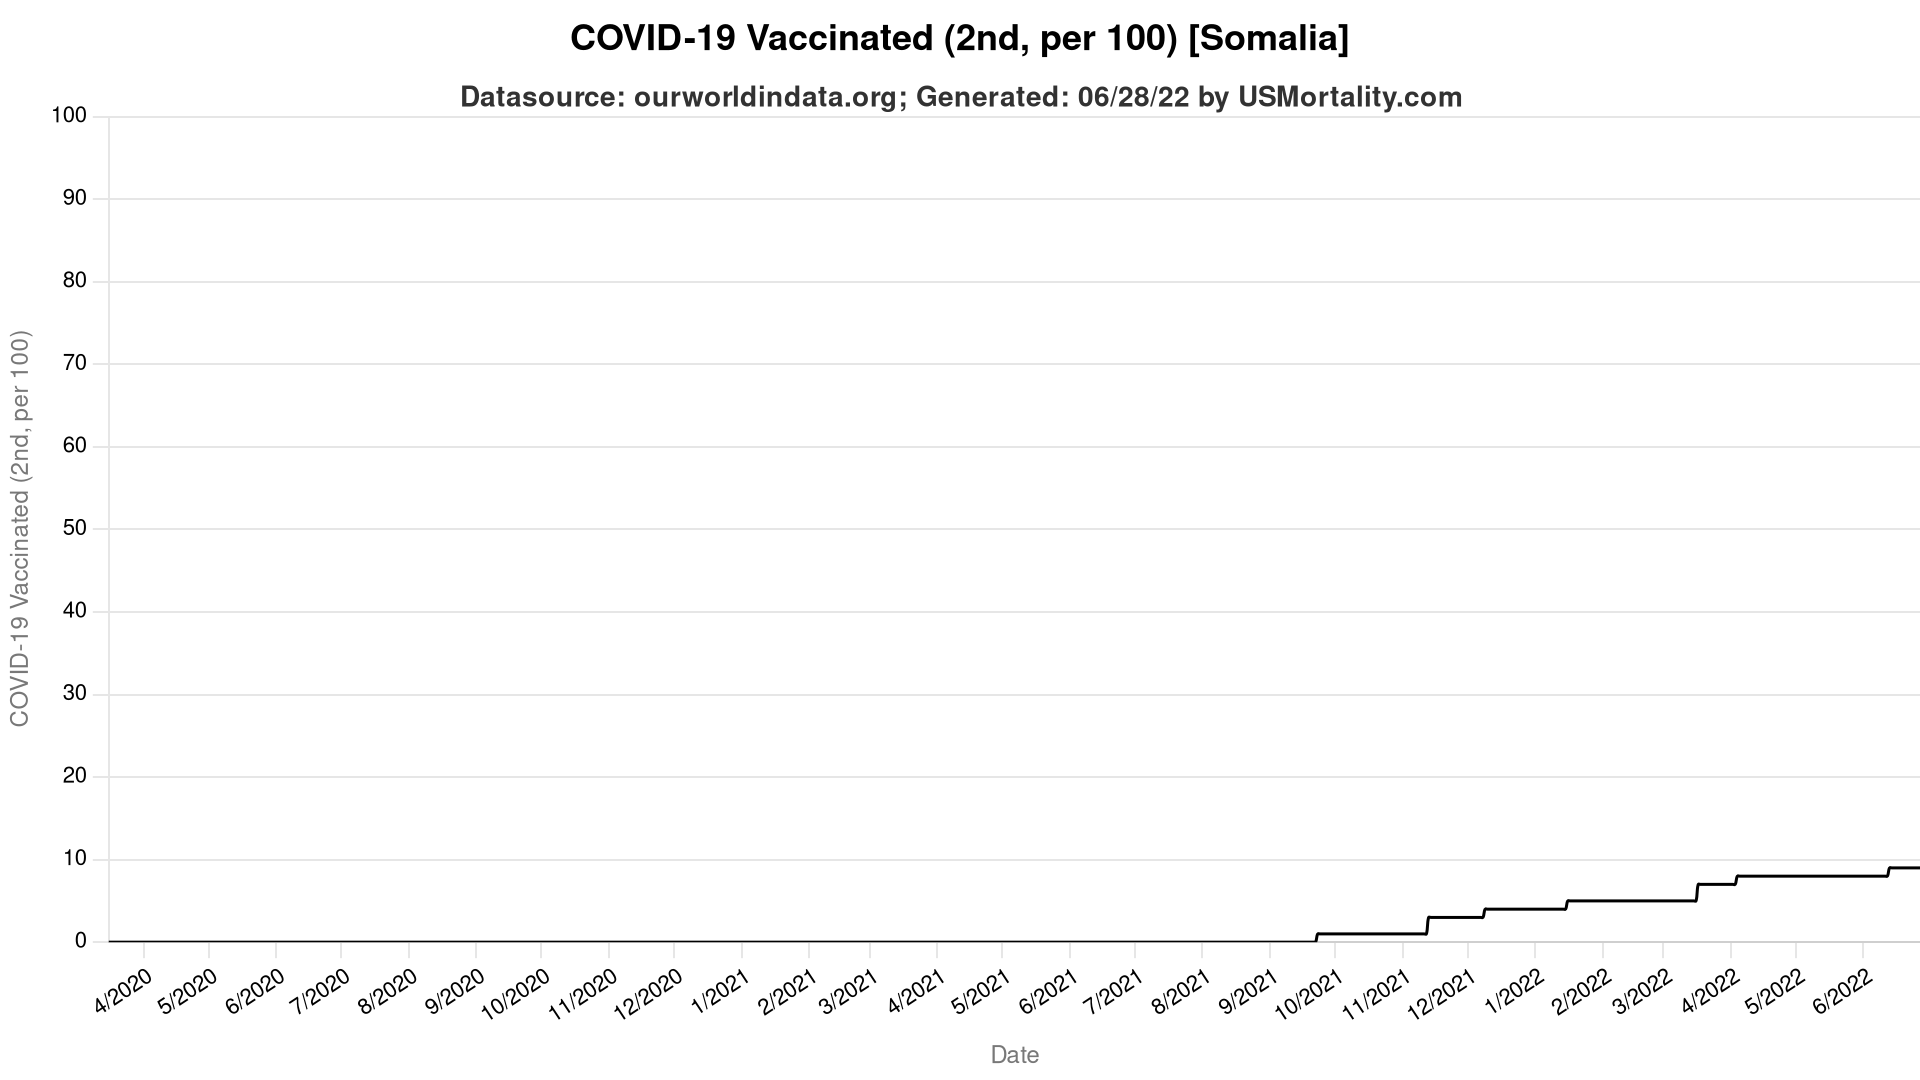 COVID-19 Vaccinated (2nd, per 100) [Somalia]
Datasource: ourworldindata.org; Generated: 06/28/22 by USMortality.com
COVID-19 Vaccinated (2nd, per 100)
100
90
80
70
60
50
40
30
20
10
0
4/2020 5/2020 6/2020 7/2020 8/2020 9/2020 10/2020 11/2020 12/2020 1/2021 2/2021 3/2021 4/2021 5/2021 6/2021 7/2021 8/2021 9/2021 10/2021 11/2021 12/2021 1/2022 2/2022 3/2022 4/2022 5/2022 6/2022
Date